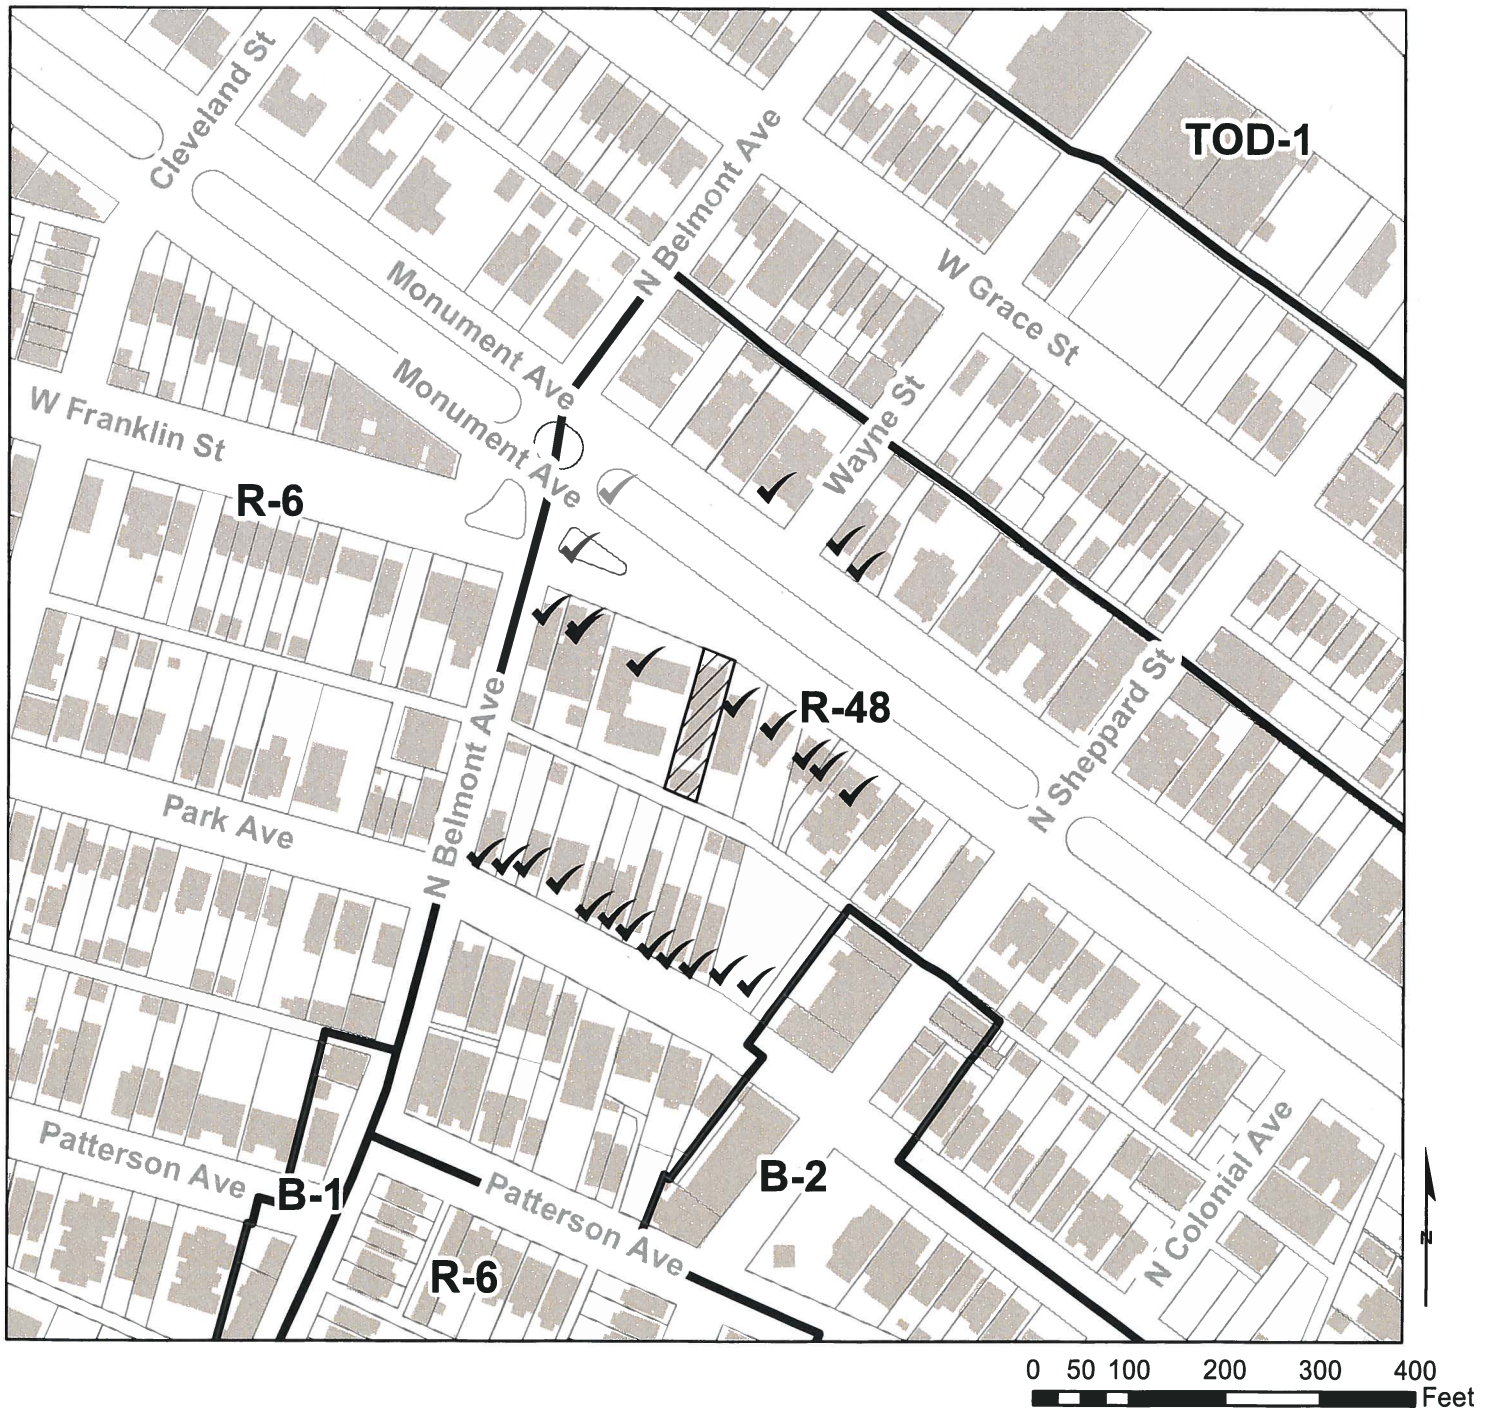 Cleveland St
TOD-1
N Belmont Ave
W Grace St
Monument Ave
Monument Ave
Wayne St
W Franklin St
R-6
R-48
N Sheppard St
Park Ave
N Belmont Ave
Patterson Ave
B-1
B-2
Patterson Ave
N Colonial Ave
R-6
N
0 50 100 200 300 400
Feet